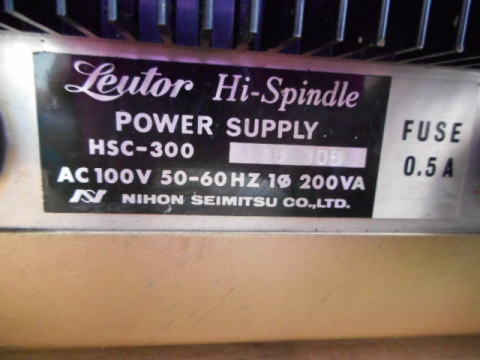 Leutor Hi-Spindle
POWER SUPPLY
HSC-300
AC 100V 50-60HZ 1Ø 200VA
NIHON SEIMITSU CO.,LTD.
FUSE
0.5A